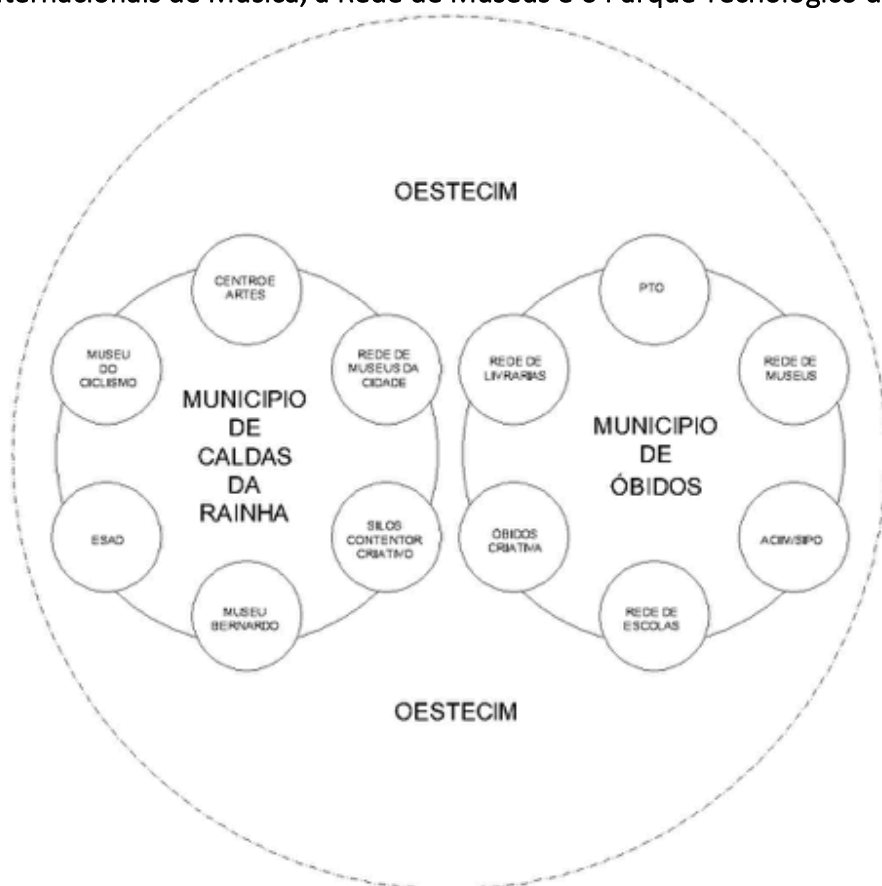 nternacionais de Música, a Rede de Museus e o Parque Tecnológico d
OESTECIM
CENTRO E
ARTES
MUSEU
DO
CICLISMO
REDE DE
MUSEUS DA
CIDADE
MUNICIPIO
DE
CALDAS
DA
RAINHA
ESAD
SILOS
CONTENTOR
CRIATIVO
MUSEU
BERNARDO
PTO
REDE DE
LIVRARIAS
REDE DE
MUSEUS
MUNICIPIO
DE
ÓBIDOS
ÓBIDOS
CRIATIVA
ACIM/SIPO
REDE DE
ESCOLAS
OESTECIM